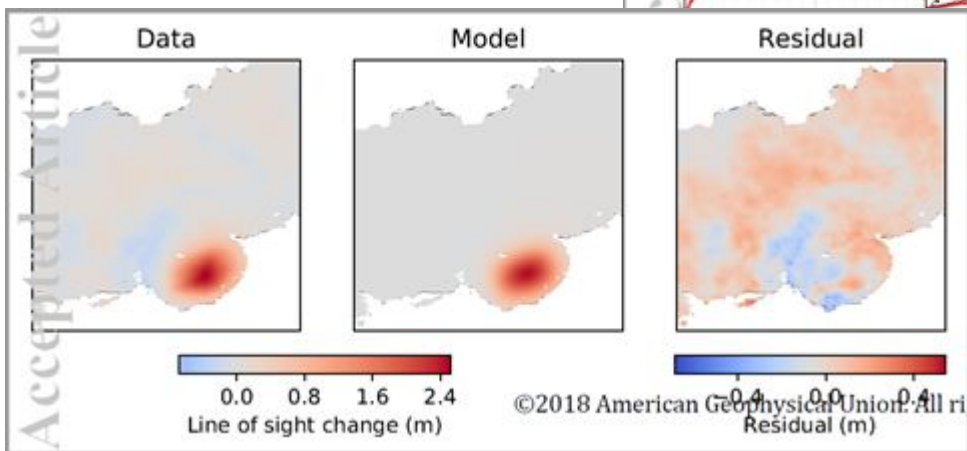 Accepted Article
Data Model Residual
0.0 0.8 1.6 2.4
Line of sight change (m)
−0.4 0.0 0.4
Residual (m)
©2018 American Geophysical Union. All ri